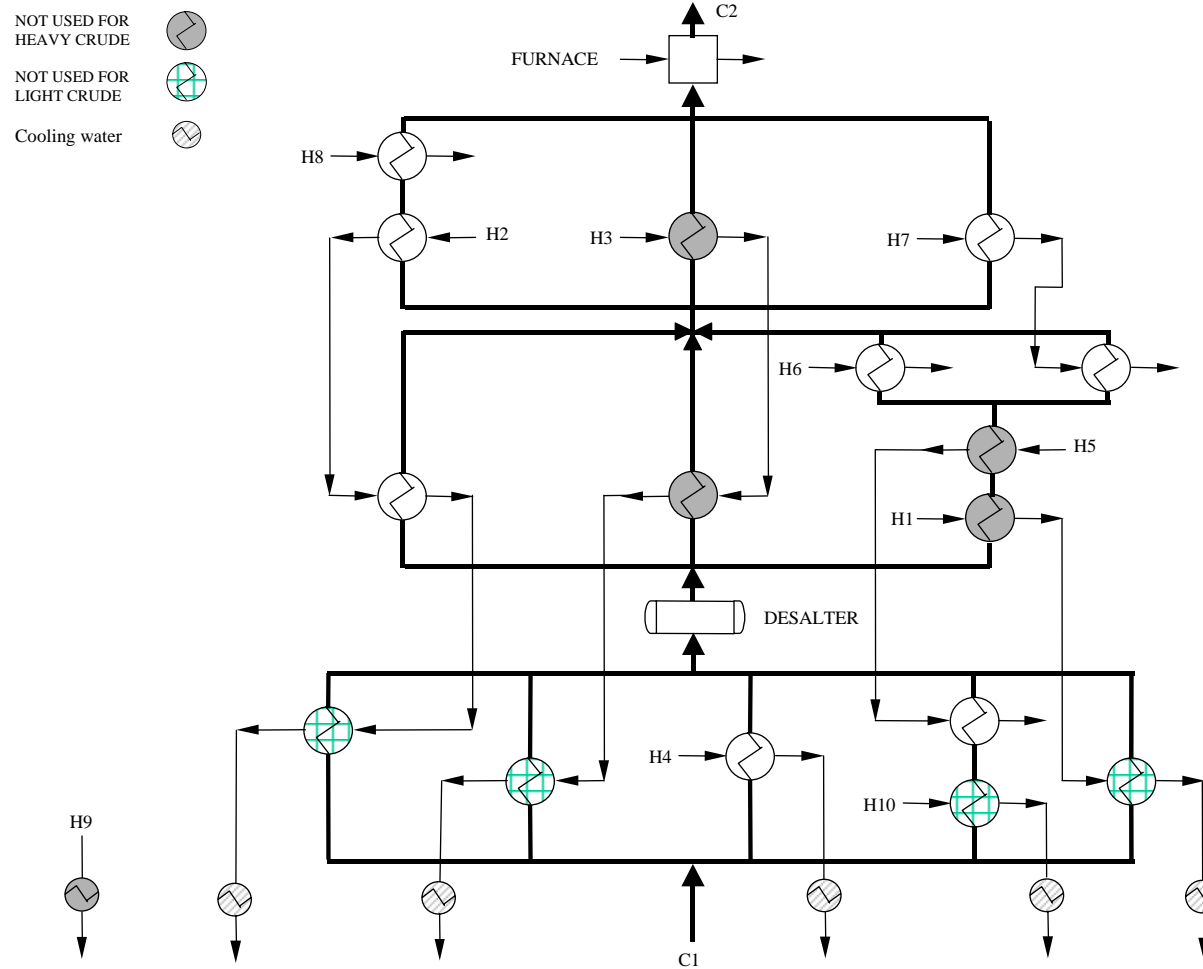 NOT USED FOR
HEAVY CRUDE
NOT USED FOR
LIGHT CRUDE
Cooling water
C2
FURNACE
H8
H2
H3
H7
H6
H5
H1
DESALTER
H4
H10
H9
C1